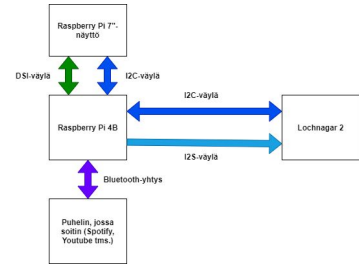 Raspberry Pi 7"-
näyttö
DSI-väylä
I2C-väylä
I2C-väylä
Raspberry Pi 4B
Lochnagar 2
I2S-väylä
Bluetooth-yhtys
Puhelin, jossa
soitin (Spotify,
Youtube tms.)